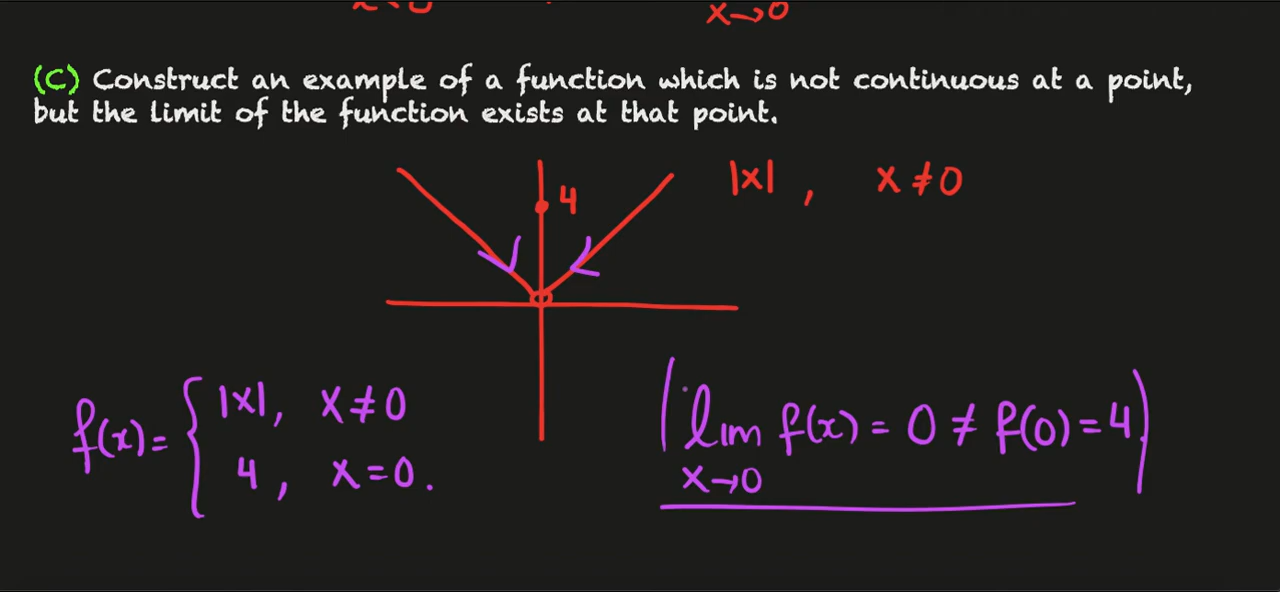 x→0
(C) Construct an example of a function which is not continuous at a point,
but the limit of the function exists at that point.
|x| , x ≠ 0
4
f(x) = { |x|, x ≠ 0
4, x = 0.
( lim f(x) = 0 ≠ f(0) = 4. )
x→0